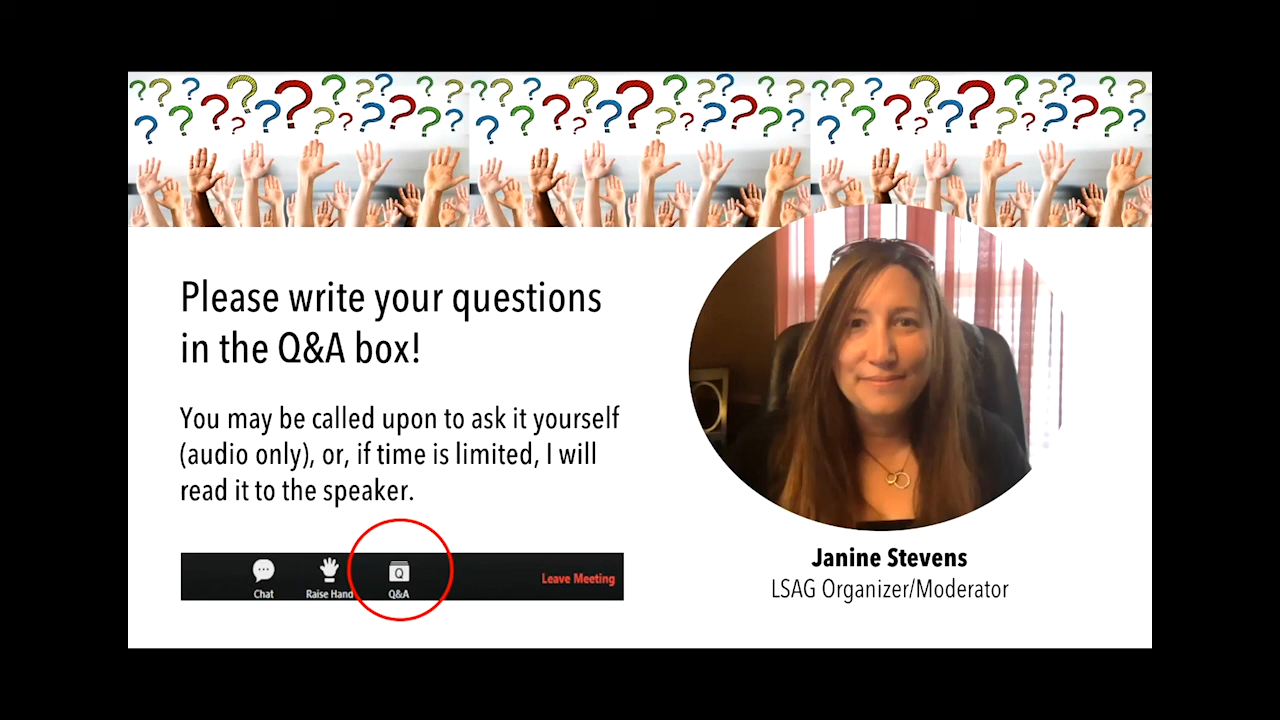 Please write your questions
in the Q&A box!
You may be called upon to ask it yourself
(audio only), or, if time is limited, I will
read it to the speaker.
Chat
Raise Hand
Q
Q&A
Leave Meeting
Janine Stevens
LSAG Organizer/Moderator